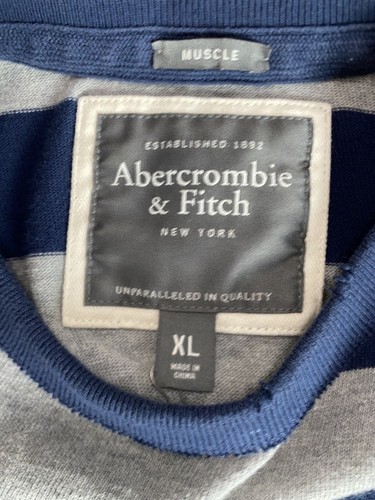 MUSCLE
ESTABLISHED 1892
Abercrombie
& Fitch
NEW YORK
UNPARALLELED IN QUALITY
XL
MADE IN
CHINA